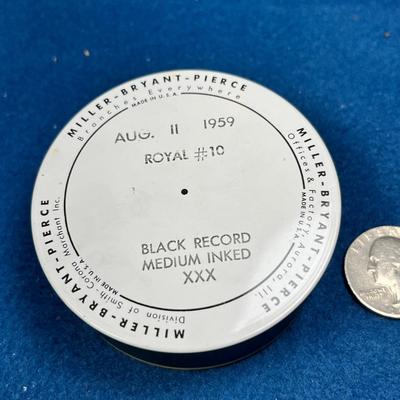 MILLER-BRYANT-PIERCE
Branches Everywhere
MADE IN U.S.A.
MILLER-BRYANT-PIERCE
Offices & Factory, Aurora, Ill.
MADE IN U.S.A.
MILLER-BRYANT-PIERCE
Division of Smith-Corona Marchant Inc.
MADE IN U.S.A.
AUG. 11 1959
ROYAL #10
BLACK RECORD
MEDIUM INKED
XXX